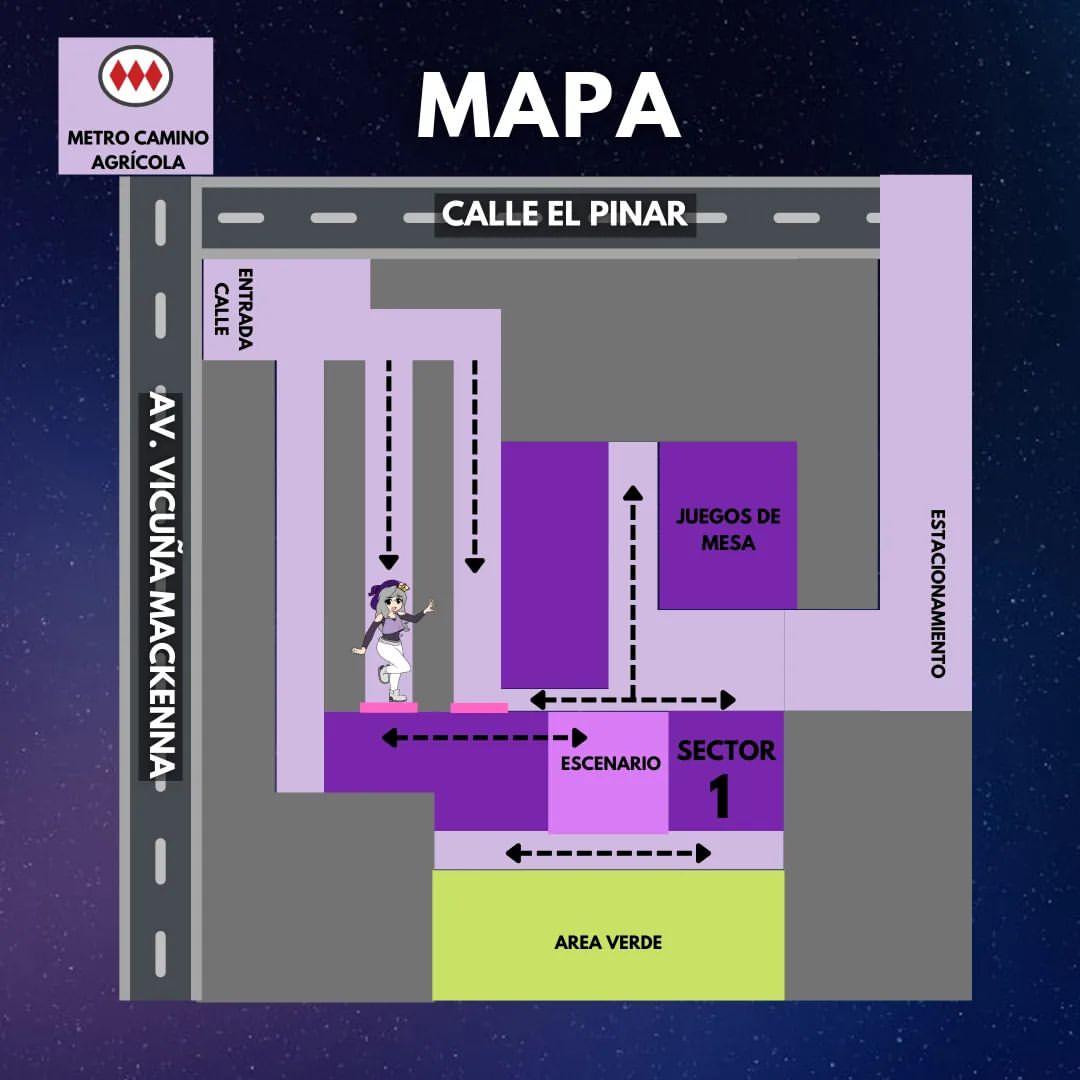 METRO CAMINO
AGRÍCOLA
MAPA
CALLE EL PINAR
ENTRADA
CALLE
AV. VICUÑA MACKENNA
JUEGOS DE
MESA
ESTACIONAMIENTO
ESCENARIO
SECTOR
1
AREA VERDE